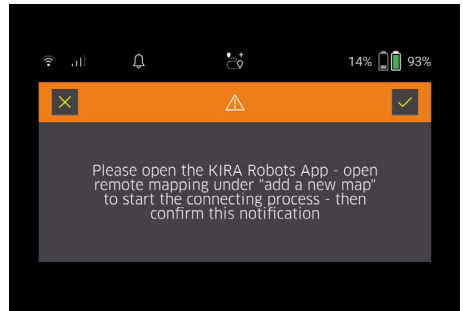 14% 93%
Please open the KIRA Robots App - open
remote mapping under "add a new map"
to start the connecting process - then
confirm this notification